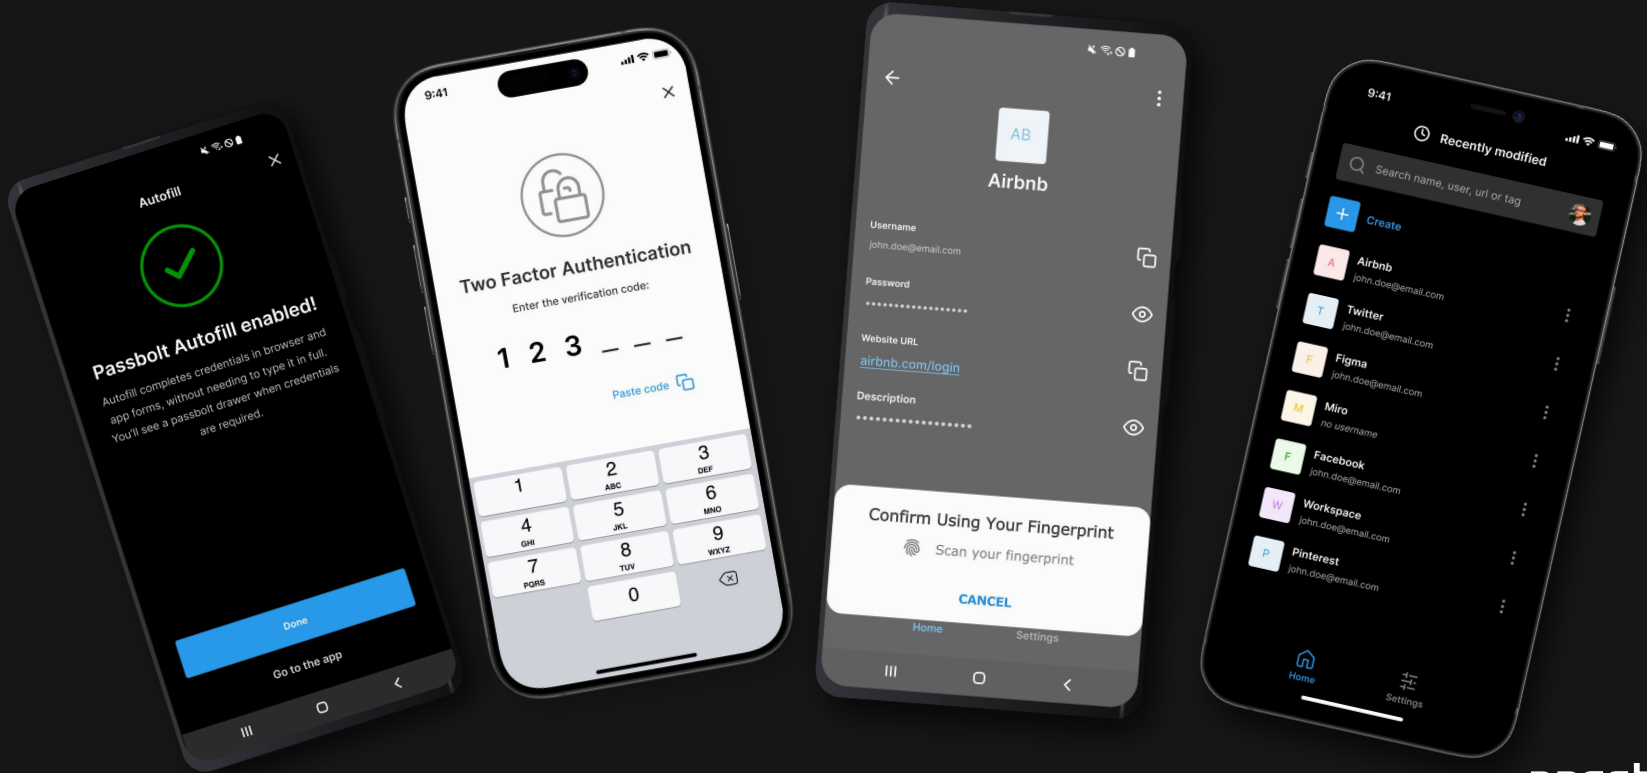 Autofill
Passbolt Autofill enabled!
Autofill completes credentials in browser and
app forms, without needing to type it in full.
You'll see a passbolt drawer when credentials
are required.
Done
Go to the app
9:41
Two Factor Authentication
Enter the verification code:
1 2 3 _ _ _
Paste code
1
2 ABC
3 DEF
4 GHI
5 JKL
6 MNO
7 PQRS
8 TUV
9 WXYZ
0
AB
Airbnb
Username
john.doe@email.com
Password
Website URL
airbnb.com/login
Description
Confirm Using Your Fingerprint
Scan your fingerprint
CANCEL
Home
Settings
9:41
Recently modified
Search name, user, url or tag
Create
A
Airbnb
john.doe@email.com
T
Twitter
john.doe@email.com
F
Figma
john.doe@email.com
M
Miro
no username
F
Facebook
john.doe@email.com
W
Workspace
john.doe@email.com
P
Pinterest
john.doe@email.com
Home
Settings